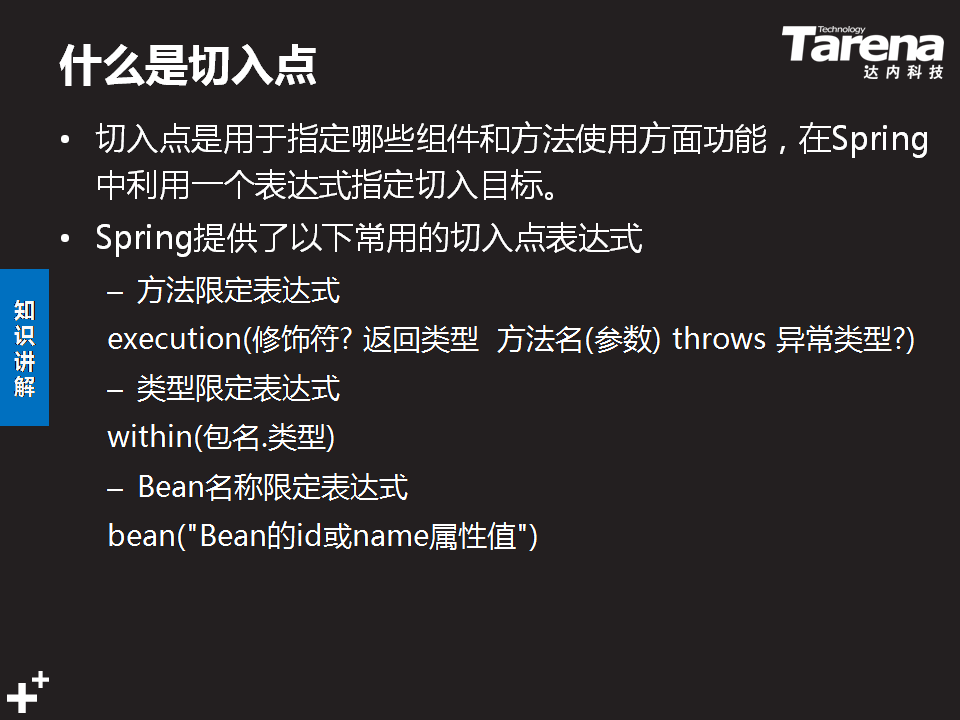 什么是切入点
Technology
Tarena
达内科技
• 切入点是用于指定哪些组件和方法使用方面功能，在Spring
中利用一个表达式指定切入目标。
• Spring提供了以下常用的切入点表达式
– 方法限定表达式
execution(修饰符? 返回类型 方法名(参数) throws 异常类型?)
– 类型限定表达式
within(包名.类型)
– Bean名称限定表达式
bean("Bean的id或name属性值")
知
识
讲
解